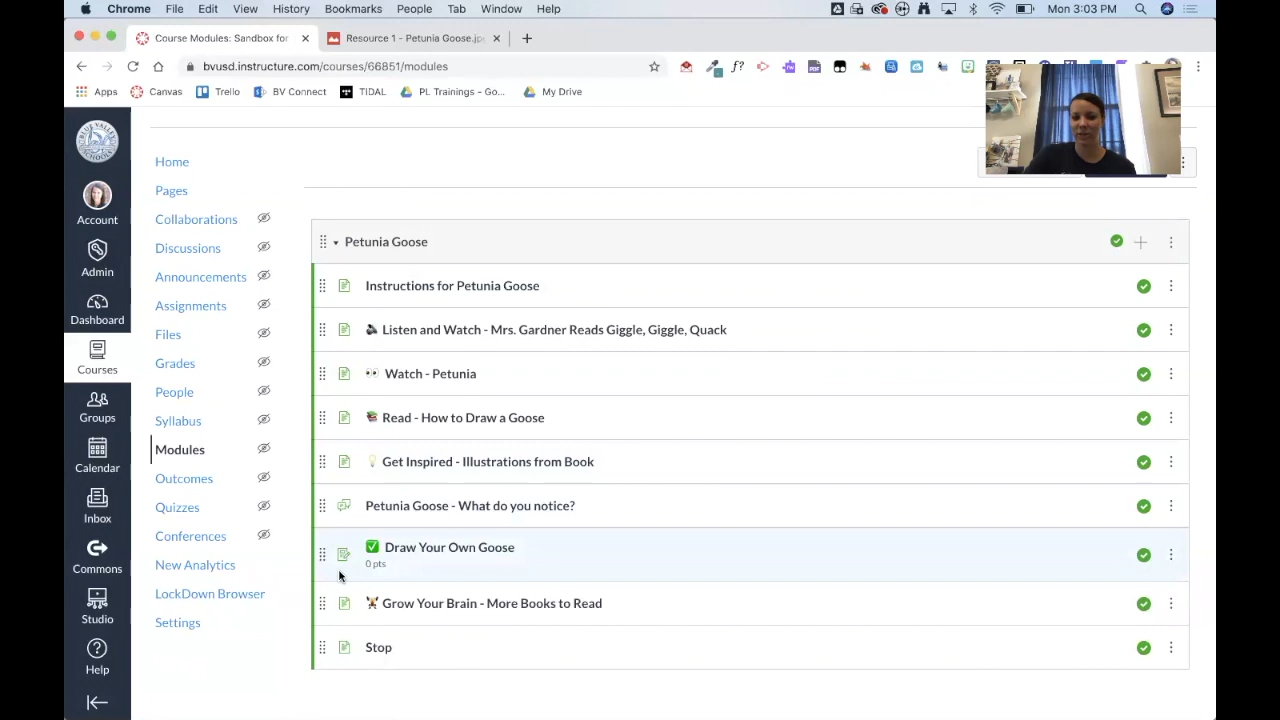 Chrome File Edit View History Bookmarks People Tab Window Help Mon 3:03 PM
Course Modules: Sandbox for
Resource 1 - Petunia Goose.jp
bvusd.instructure.com/courses/66851/modules
Apps Canvas Trello BV Connect TIDAL PL Trainings - Go... My Drive
BLUE VALLEY SCHOOLS
Account
Admin
Dashboard
Courses
Groups
Calendar
Inbox
Commons
Studio
Help
Home
Pages
Collaborations
Discussions
Announcements
Assignments
Files
Grades
People
Syllabus
Modules
Outcomes
Quizzes
Conferences
New Analytics
LockDown Browser
Settings
Petunia Goose
Instructions for Petunia Goose
Listen and Watch - Mrs. Gardner Reads Giggle, Giggle, Quack
Watch - Petunia
Read - How to Draw a Goose
Get Inspired - Illustrations from Book
Petunia Goose - What do you notice?
Draw Your Own Goose
0 pts
Grow Your Brain - More Books to Read
Stop